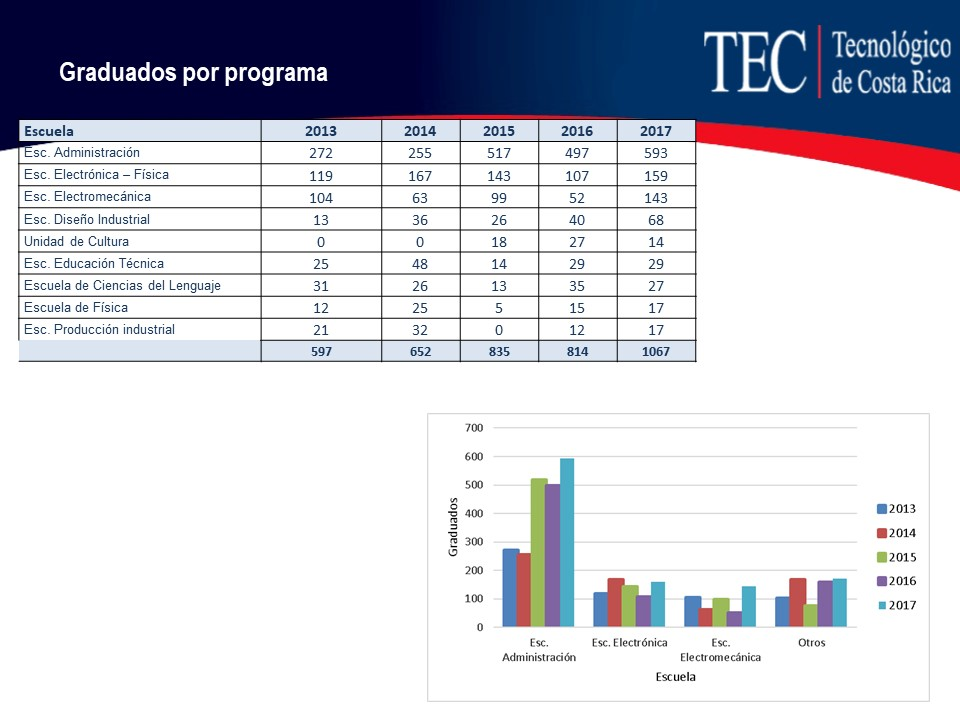 Graduados por programa
TEC | Tecnológico
de Costa Rica
Escuela 2013 2014 2015 2016 2017
Esc. Administración 272 255 517 497 593
Esc. Electrónica – Física 119 167 143 107 159
Esc. Electromecánica 104 63 99 52 143
Esc. Diseño Industrial 13 36 26 40 68
Unidad de Cultura 0 0 18 27 14
Esc. Educación Técnica 25 48 14 29 29
Escuela de Ciencias del Lenguaje 31 26 13 35 27
Escuela de Física 12 25 5 15 17
Esc. Producción industrial 21 32 0 12 17
597 652 835 814 1067
700
600
500
400
300
200
100
0
Graduados
Esc. Administración
Esc. Electrónica
Esc. Electromecánica
Otros
Escuela
2013
2014
2015
2016
2017